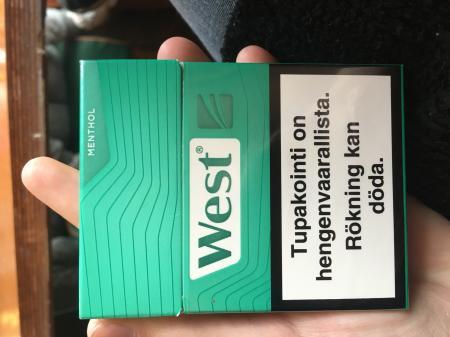 MENTHOL
West®
Tupakointi on
hengenvaarallista.
Rökning kan
döda.